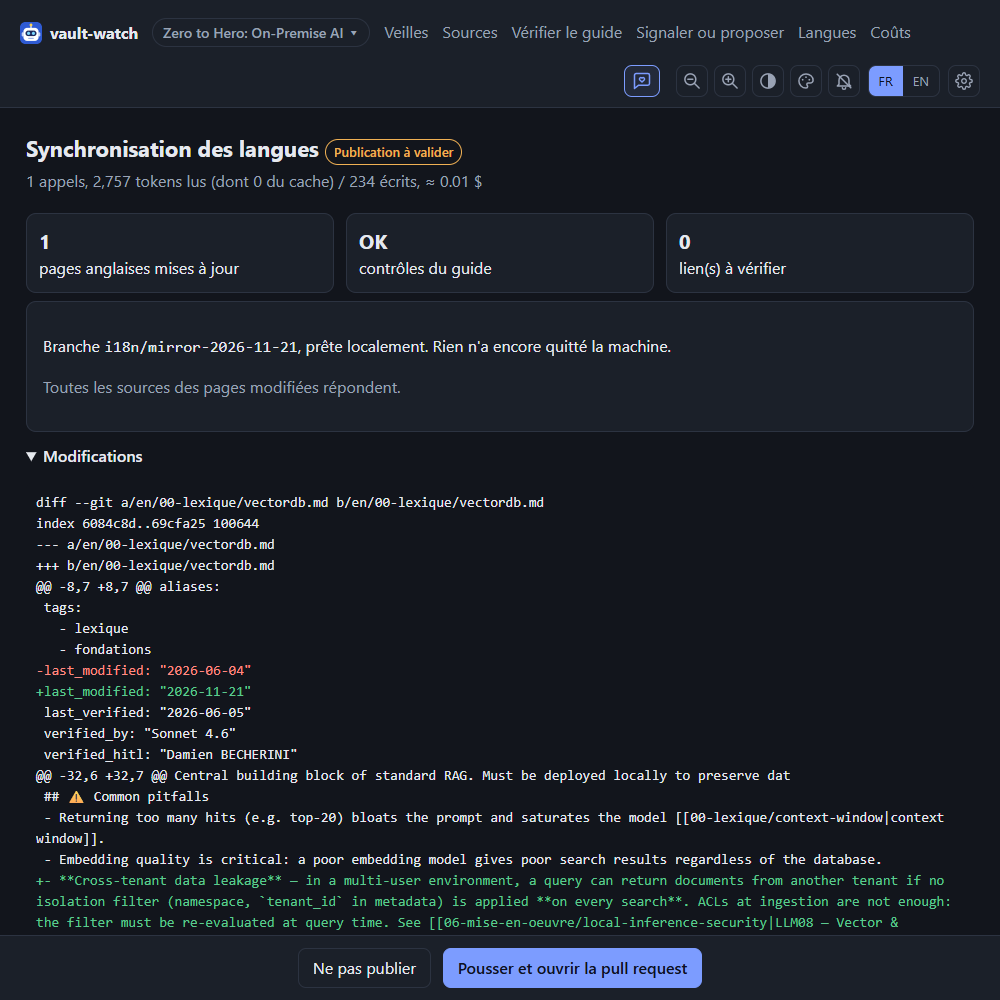 vault-watch
Zero to Hero: On-Premise AI ▾
Veilles
Sources
Vérifier le guide
Signaler ou proposer
Langues
Coûts
FR
EN
Synchronisation des langues
Publication à valider
1 appels, 2,757 tokens lus (dont 0 du cache) / 234 écrits, ≈ 0.01 $
1
pages anglaises mises à jour
OK
contrôles du guide
0
lien(s) à vérifier
Branche i18n/mirror-2026-11-21, prête localement. Rien n'a encore quitté la machine.
Toutes les sources des pages modifiées répondent.
▼ Modifications
diff --git a/en/00-lexique/vectordb.md b/en/00-lexique/vectordb.md
index 6084c8d..69cfa25 100644
--- a/en/00-lexique/vectordb.md
+++ b/en/00-lexique/vectordb.md
@@ -8,7 +8,7 @@ aliases:
 tags:
   - lexique
   - fondations
-last_modified: "2026-06-04"
+last_modified: "2026-11-21"
 last_verified: "2026-06-05"
 verified_by: "Sonnet 4.6"
 verified_hitl: "Damien BECHERINI"
@@ -32,6 +32,7 @@ Central building block of standard RAG. Must be deployed locally to preserve dat
 ## ⚠️ Common pitfalls
 - Returning too many hits (e.g. top-20) bloats the prompt and saturates the model [[00-lexique/context-window|context
window]].
 - Embedding quality is critical: a poor embedding model gives poor search results regardless of the database.
+- **Cross-tenant data leakage** — in a multi-user environment, a query can return documents from another tenant if no
isolation filter (namespace, `tenant_id` in metadata) is applied **on every search**. ACLs at ingestion are not enough:
the filter must be re-evaluated at query time. See [[06-mise-en-oeuvre/local-inference-security|LLM08 — Vector &
Ne pas publier
Pousser et ouvrir la pull request